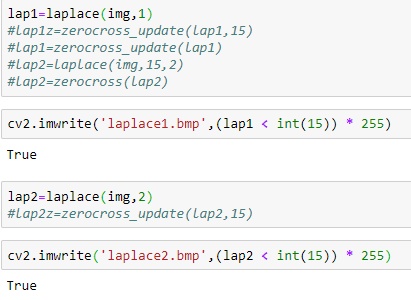 lap1=laplace(img,1)
#lap1z=zerocross_update(lap1,15)
#lap1=zerocross_update(lap1)
#lap2=laplace(img,15,2)
#lap2=zerocross(lap2)
cv2.imwrite('laplace1.bmp',(lap1 < int(15)) * 255)
True
lap2=laplace(img,2)
#lap2z=zerocross_update(lap2,15)
cv2.imwrite('laplace2.bmp',(lap2 < int(15)) * 255)
True